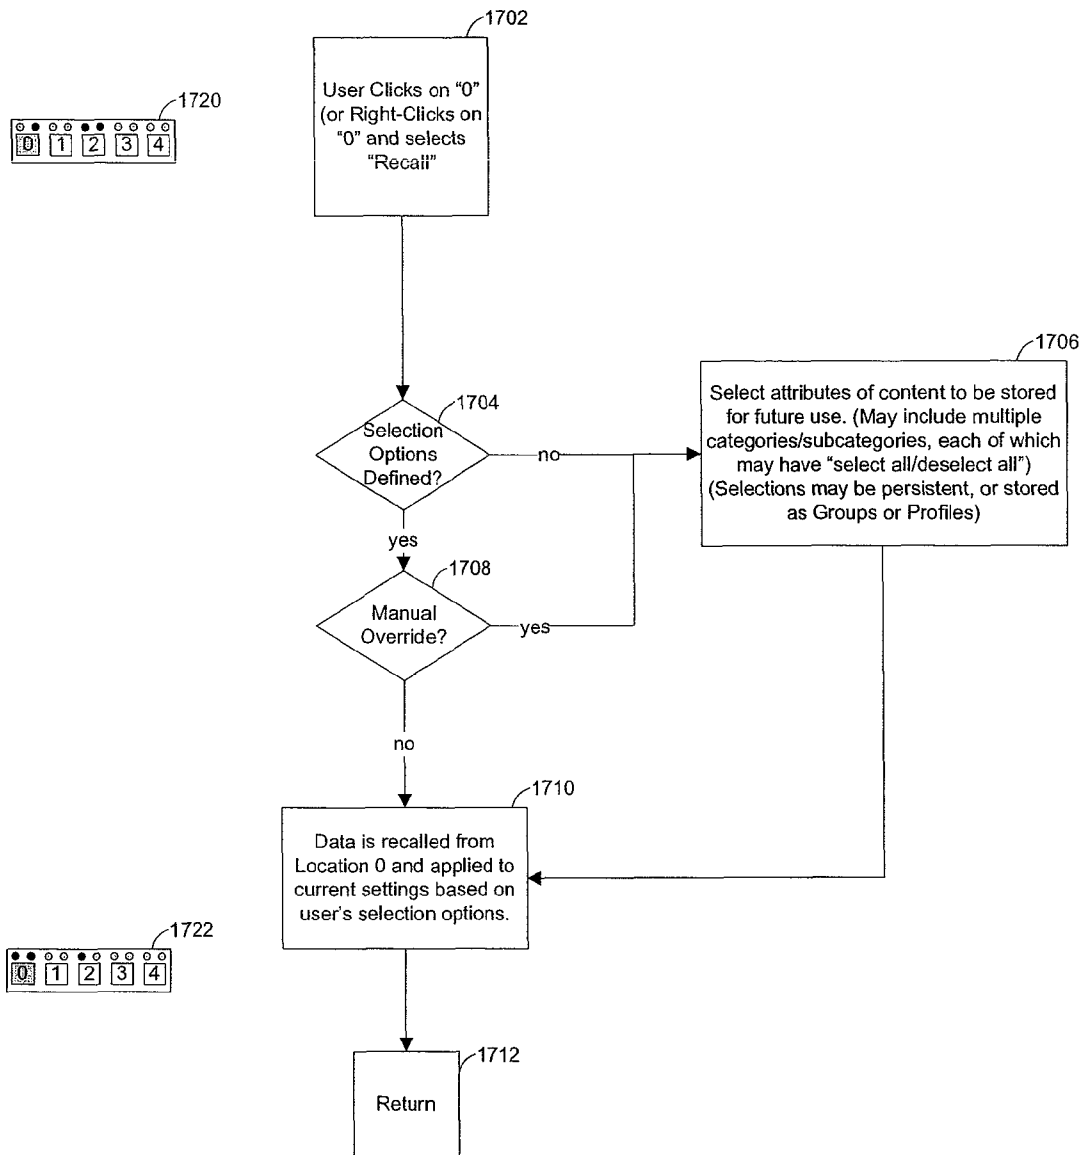 1702
User Clicks on "0"
(or Right-Clicks on
"0" and selects
"Recall"
1720
0 1 2 3 4
1704
Selection
Options
Defined?
no
yes
1706
Select attributes of content to be stored
for future use. (May include multiple
categories/subcategories, each of which
may have "select all/deselect all")
(Selections may be persistent, or stored
as Groups or Profiles)
1708
Manual
Override?
yes
no
1710
Data is recalled from
Location 0 and applied to
current settings based on
user's selection options.
1722
0 1 2 3 4
1712
Return